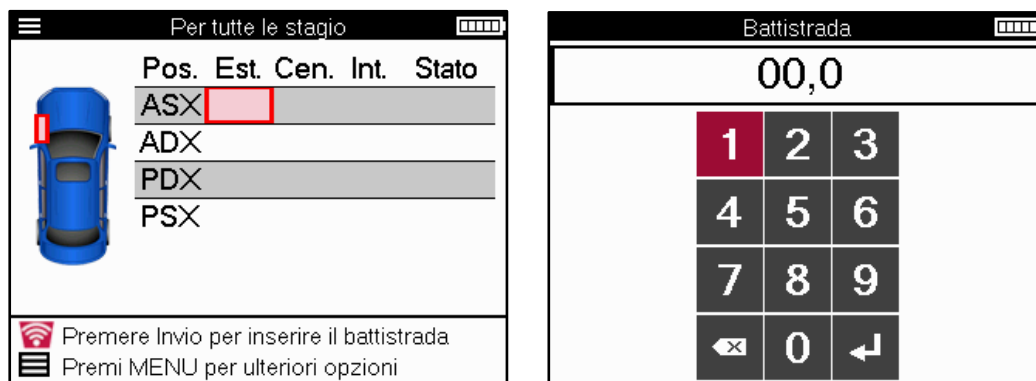 Per tutte le stagio
Pos. Est. Cen. Int. Stato
ASX
ADX
PDX
PSX
Premere Invio per inserire il battistrada
Premi MENU per ulteriori opzioni
Battistrada
00,0
1 2 3
4 5 6
7 8 9
0